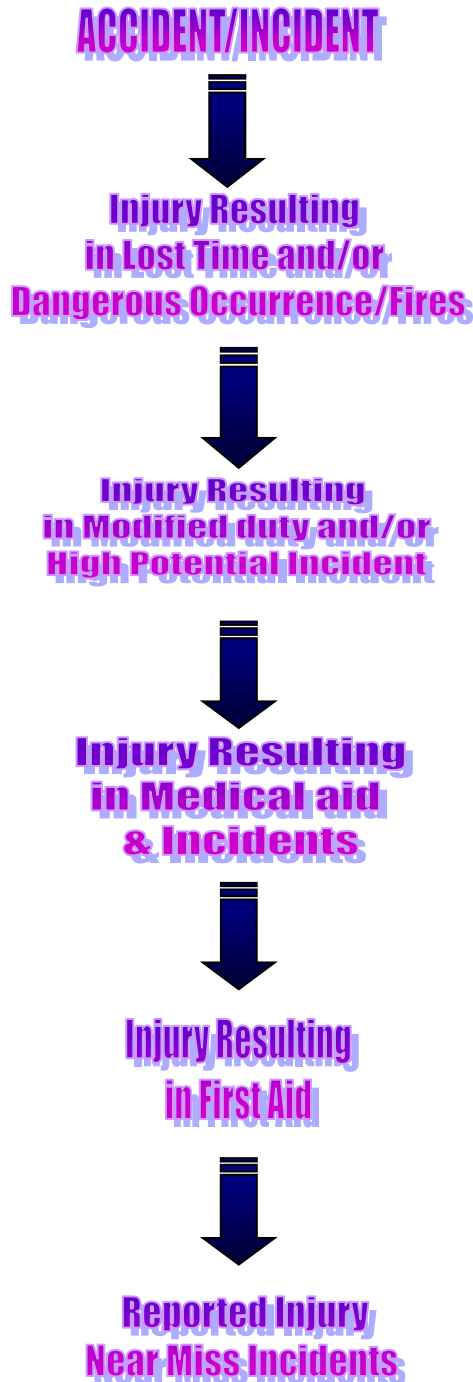 ACCIDENT/INCIDENT
Injury Resulting
in Lost Time and/or
Dangerous Occurrence/Fires
Injury Resulting
in Modified duty and/or
High Potential Incident
Injury Resulting
in Medical aid
& Incidents
Injury Resulting
in First Aid
Reported Injury
Near Miss Incidents